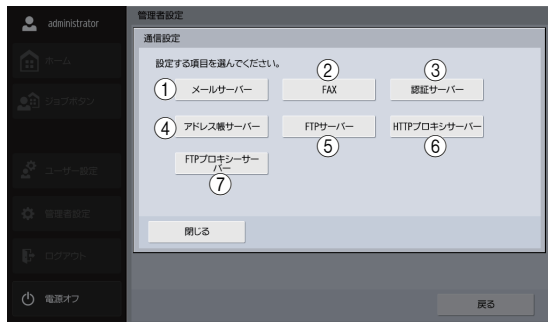 administrator
ホーム
ジョブボタン
ユーザー設定
管理者設定
ログアウト
電源オフ
管理者設定
通信設定
設定する項目を選んでください。
① メールサーバー
② FAX
③ 認証サーバー
④ アドレス帳サーバー
FTPサーバー ⑤
HTTPプロキシサーバー ⑥
FTPプロキシーサー
バー
⑦
閉じる
戻る